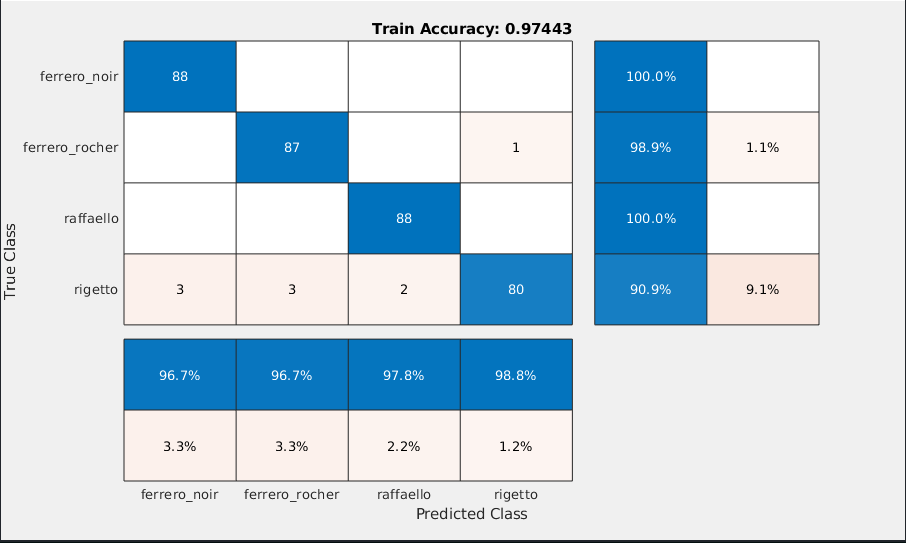 Train Accuracy: 0.97443
ferrero_noir 88 100.0%
ferrero_rocher 87 1 98.9% 1.1%
raffaello 88 100.0%
rigetto 3 3 2 80 90.9% 9.1%
True Class
96.7% 96.7% 97.8% 98.8%
3.3% 3.3% 2.2% 1.2%
ferrero_noir ferrero_rocher raffaello rigetto
Predicted Class